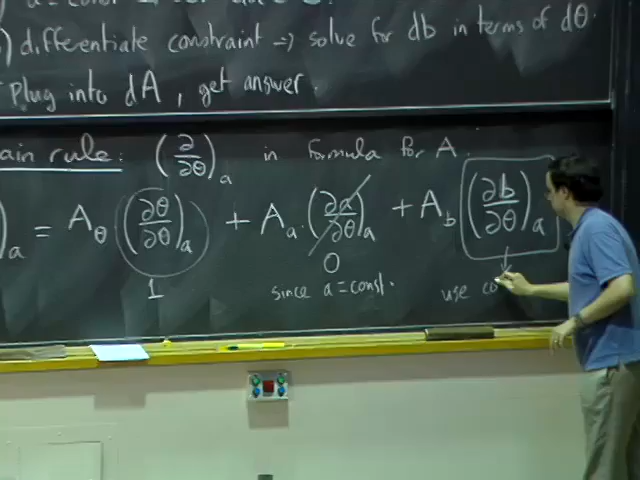 ) differentiate constraint → solve for db in terms of dθ.
Plug into dA, get answer.
ain rule: (∂/∂θ)_a in formula for A.
)_a = A_θ (∂θ/∂θ)_a + A_a · (∂a/∂θ)_a + A_b (∂b/∂θ)_a
1 0
since a = const. use co